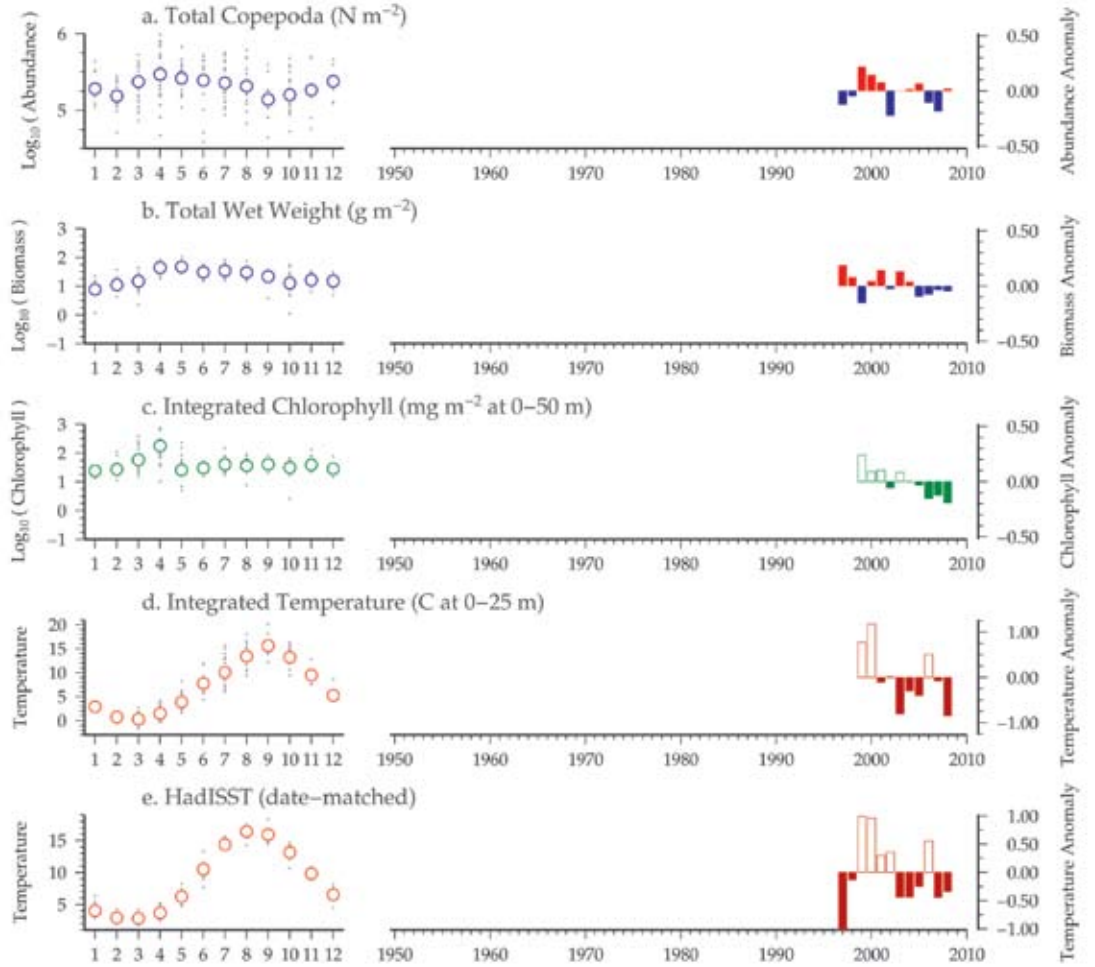 a. Total Copepoda (N m⁻²)
Log₁₀ ( Abundance )
6
5
1 2 3 4 5 6 7 8 9 10 11 12
1950 1960 1970 1980 1990 2000 2010
0.50
0.00
−0.50
Abundance Anomaly
b. Total Wet Weight (g m⁻²)
Log₁₀ ( Biomass )
3
2
1
0
−1
1 2 3 4 5 6 7 8 9 10 11 12
1950 1960 1970 1980 1990 2000 2010
0.50
0.00
−0.50
Biomass Anomaly
c. Integrated Chlorophyll (mg m⁻² at 0−50 m)
Log₁₀ ( Chlorophyll )
3
2
1
0
−1
1 2 3 4 5 6 7 8 9 10 11 12
1950 1960 1970 1980 1990 2000 2010
0.50
0.00
−0.50
Chlorophyll Anomaly
d. Integrated Temperature (C at 0−25 m)
Temperature
20
15
10
5
0
1 2 3 4 5 6 7 8 9 10 11 12
1950 1960 1970 1980 1990 2000 2010
1.00
0.00
−1.00
Temperature Anomaly
e. HadISST (date−matched)
Temperature
15
10
5
1 2 3 4 5 6 7 8 9 10 11 12
1950 1960 1970 1980 1990 2000 2010
1.00
0.50
0.00
−0.50
−1.00
Temperature Anomaly